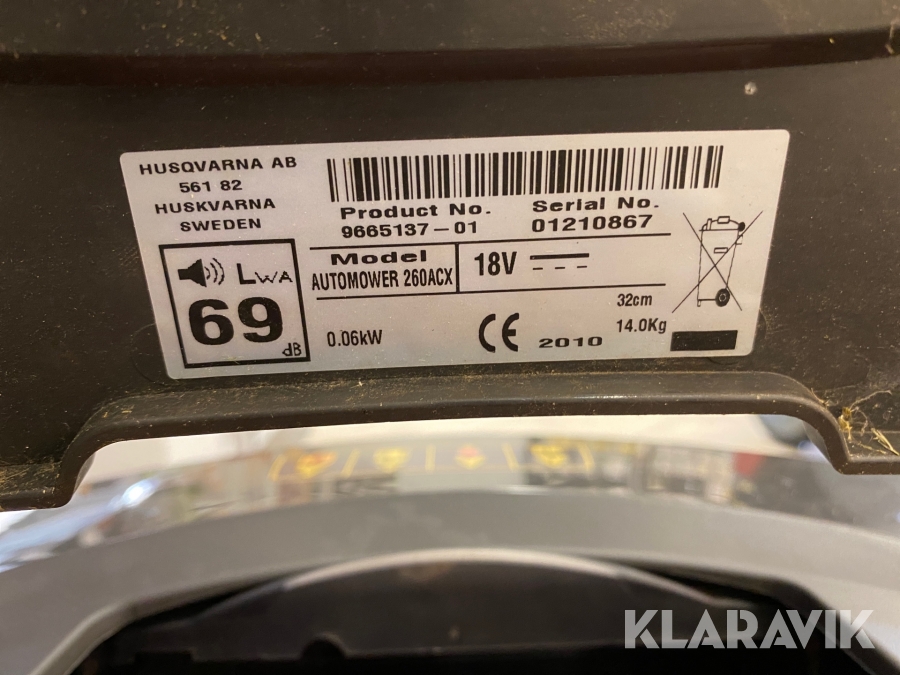 HUSQVARNA AB
561 82
HUSKVARNA
SWEDEN
Product No.
9665137-01
Serial No.
01210867
Model
AUTOMOWER 260ACX
18V
LWA
69
dB
0.06kW
CE
2010
32cm
14.0Kg
KLARAVIK